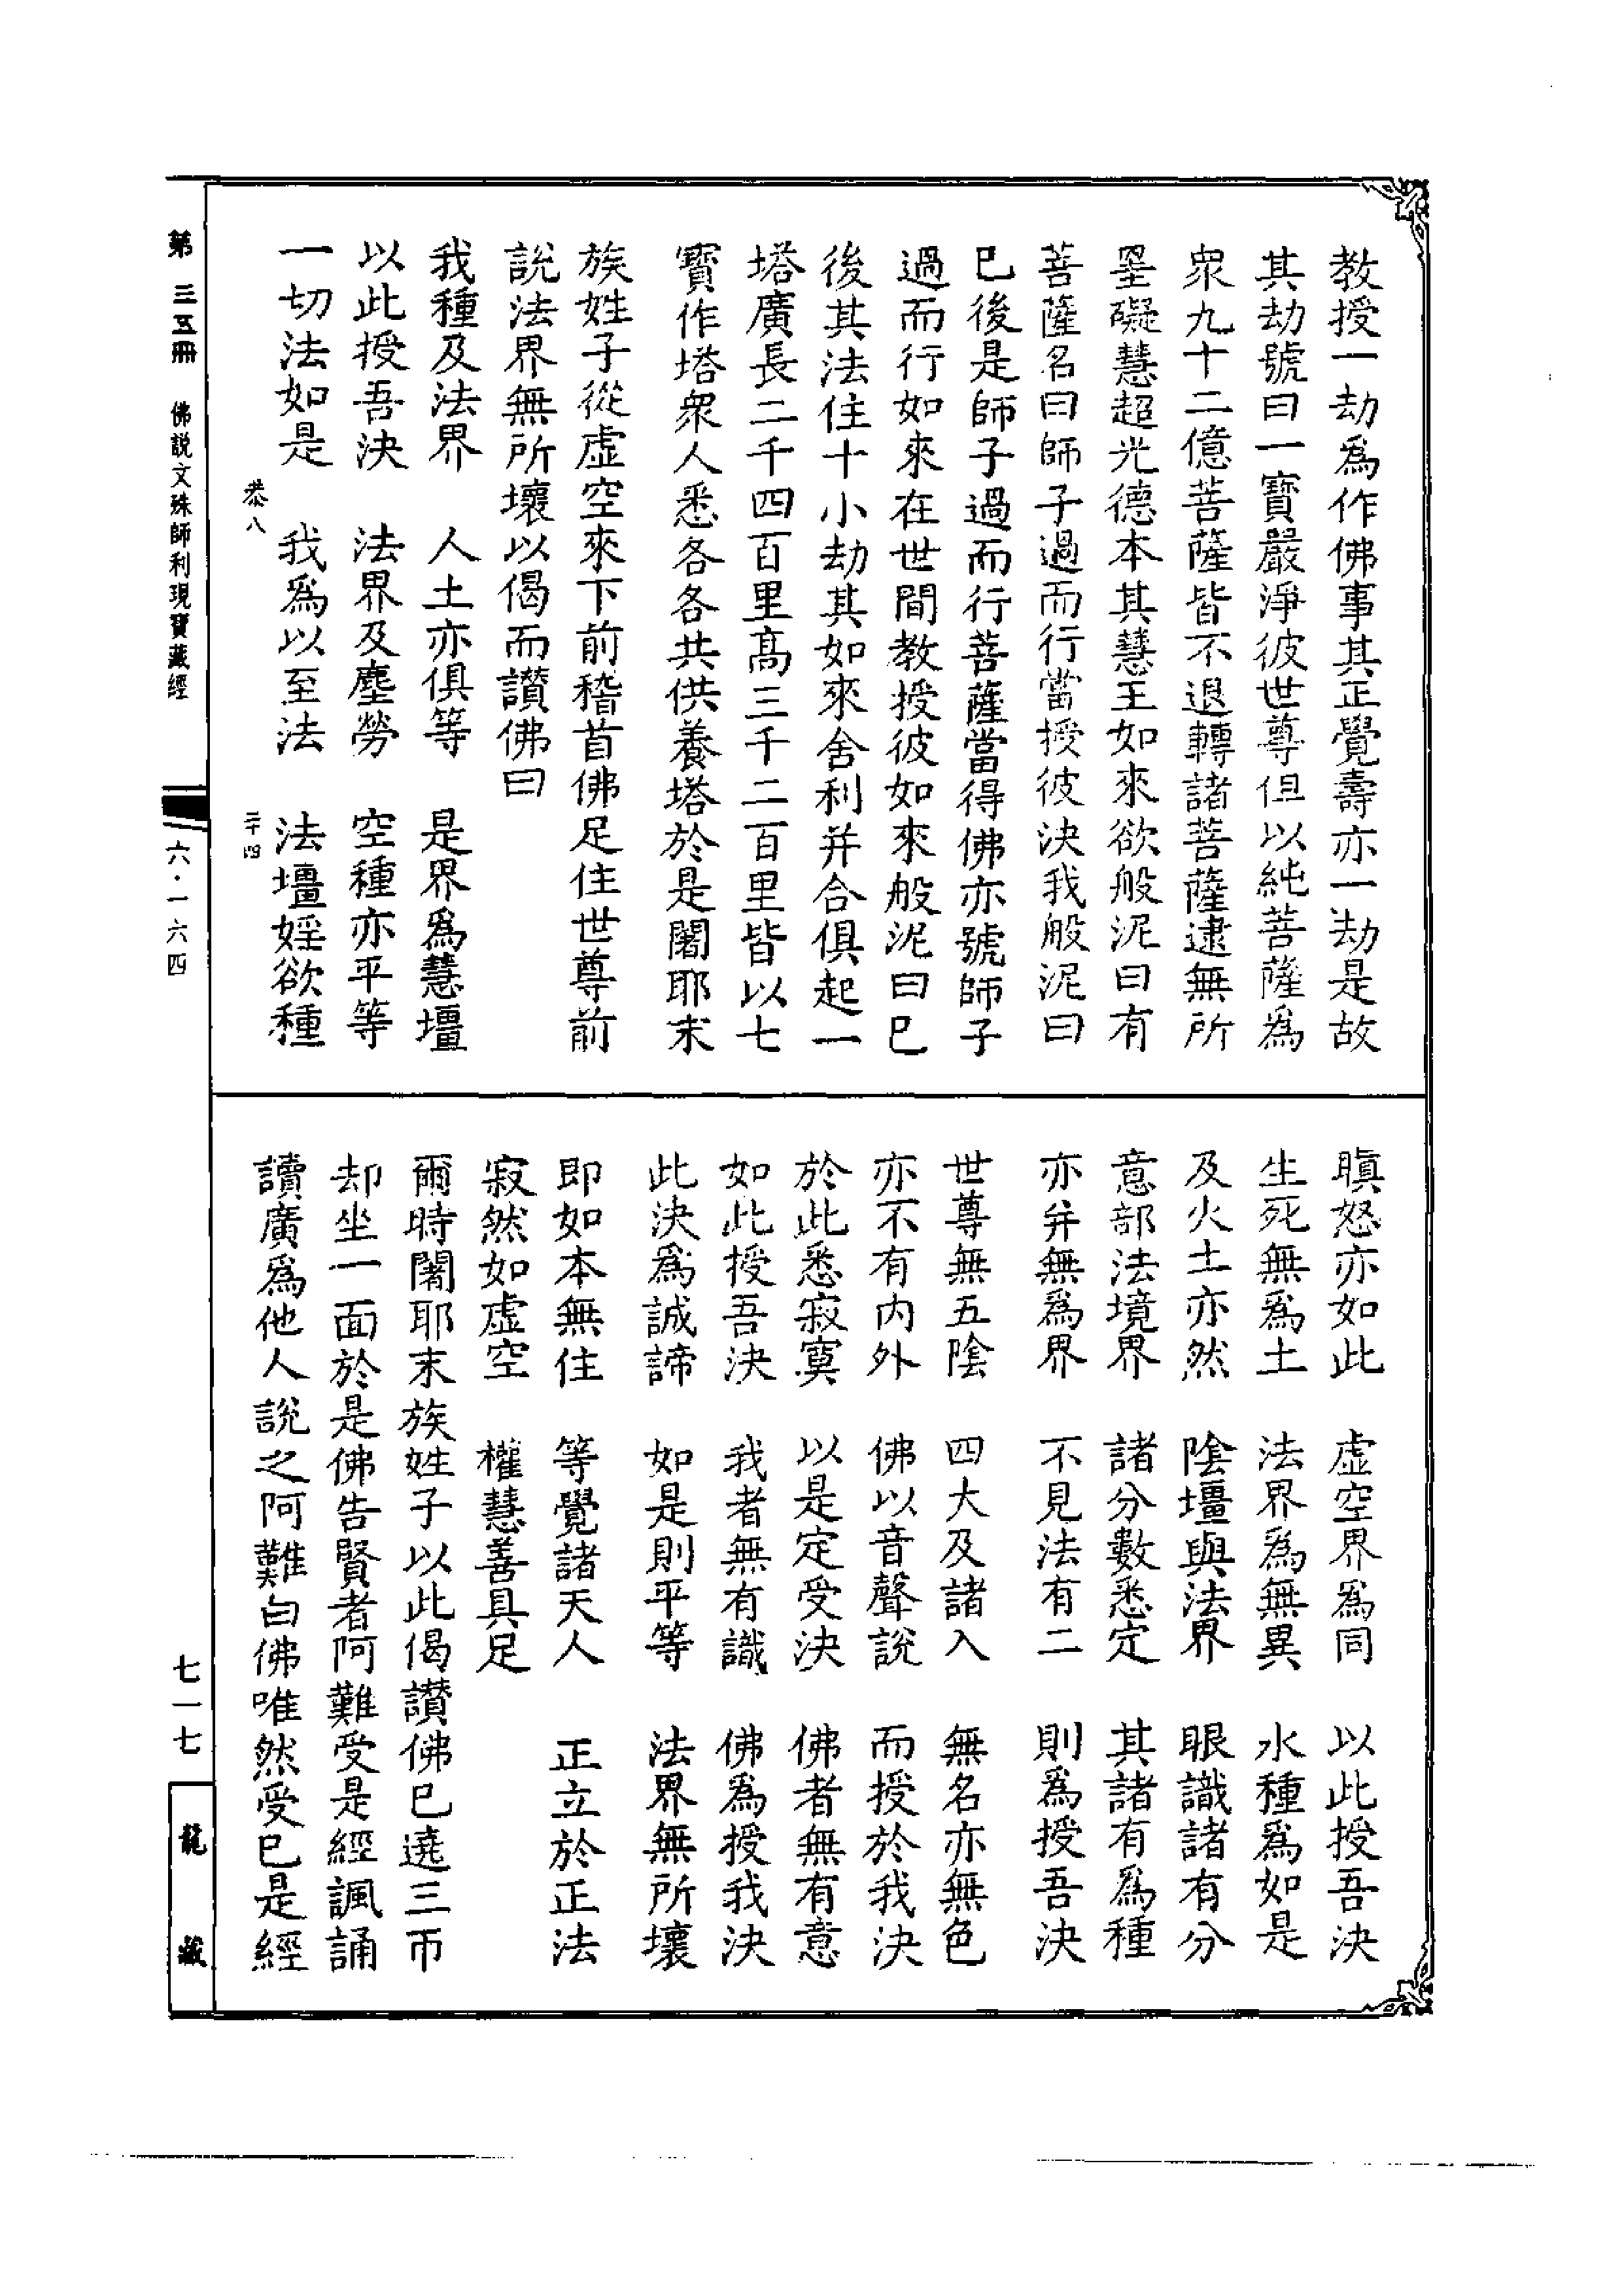 教授一劫爲作佛事其正覺壽亦一劫是故
其劫號曰一寶嚴淨彼世尊但以純菩薩爲
衆九十二億菩薩皆不退轉諸菩薩逮無所
罣礙慧超光德本其慧王如來欲般泥曰有
菩薩名曰師子過而行當授彼決我般泥曰
已後是師子過而行菩薩當得佛亦號師子
過而行如來在世間教授彼如來般泥曰已
後其法住十小劫其如來舍利并合俱起一
塔廣長二千四百里高三千二百里皆以七
寶作塔衆人悉各各共供養塔於是闍耶末
族姓子從虛空來下前稽首佛足住世尊前
說法界無所壞以偈而讃佛曰
我種及法界　人土亦俱等　是界爲慧壃
以此授吾決　法界及塵勞　空種亦平等
一切法如是　我爲以至法　法壃婬欲種
瞋怒亦如此　虛空界爲同　以此授吾決
生死無爲土　法界爲無異　水種爲如是
及火土亦然　陰壃與法界　眼識諸有分
意部法境界　諸分數悉定　其諸有爲種
亦并無爲界　不見法有二　則爲授吾決
世尊無五陰　四大及諸入　無名亦無色
亦不有内外　佛以音聲說　而授於我決
於此悉寂寞　以是定受決　佛者無有意
如此授吾決　我者無有識　佛爲授我決
此決爲誠諦　如是則平等　法界無所壞
即如本無住　等覺諸天人　正立於正法
寂然如虛空　權慧善具足
爾時闍耶末族姓子以此偈讃佛已遶三帀
却坐一面於是佛告賢者阿難受是經諷誦
讀廣爲他人說之阿難白佛唯然受已是經
第三五冊　佛說文殊師利現寶藏經
恭八
二十四
六·一六四
七一七
龍藏